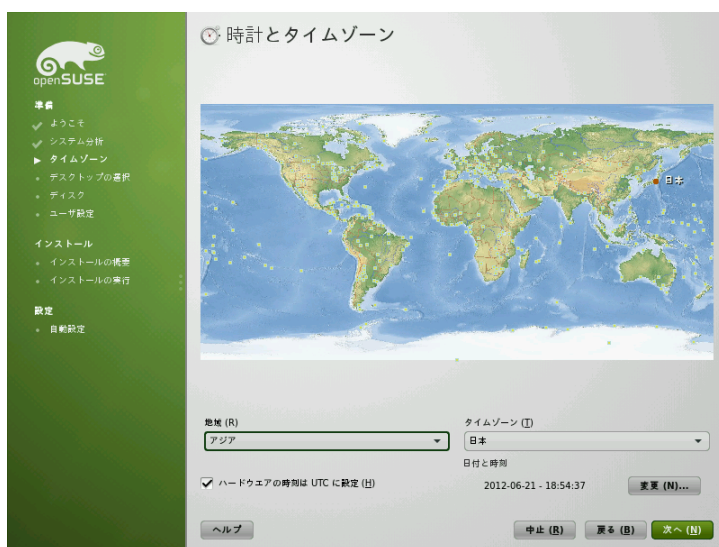 openSUSE
準備
ようこそ
システム分析
タイムゾーン
デスクトップの選択
ディスク
ユーザ設定
インストール
インストールの概要
インストールの実行
設定
自動設定
時計とタイムゾーン
日本
地域 (R)
アジア
タイムゾーン (T)
日本
ハードウエアの時刻は UTC に設定 (H)
日付と時刻
2012-06-21 - 18:54:37
変更 (N)...
ヘルプ
中止 (R)
戻る (B)
次へ (N)